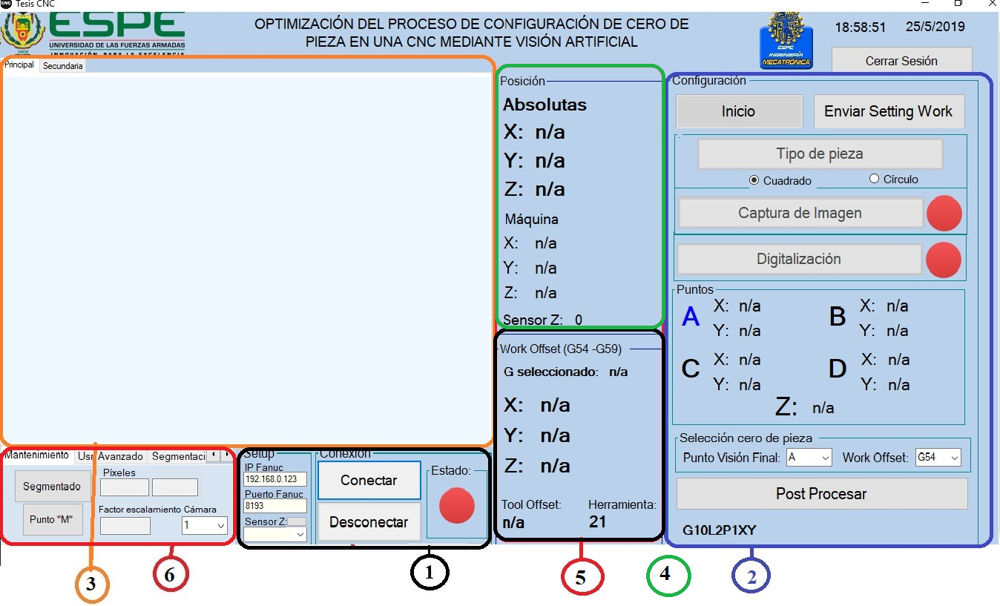 CNC Tesis CNC
ESPE
UNIVERSIDAD DE LAS FUERZAS ARMADAS
INNOVACIÓN PARA LA EXCELENCIA
OPTIMIZACIÓN DEL PROCESO DE CONFIGURACIÓN DE CERO DE
PIEZA EN UNA CNC MEDIANTE VISIÓN ARTIFICIAL
ESPE
INGENIERÍA
MECATRÓNICA
18:58:51 25/5/2019
Cerrar Sesión
Principal Secundaria
Posición
Absolutas
X: n/a
Y: n/a
Z: n/a
Máquina
X: n/a
Y: n/a
Z: n/a
Sensor Z: 0
Work Offset (G54 -G59)
G seleccionado: n/a
X: n/a
Y: n/a
Z: n/a
Tool Offset: Herramienta:
n/a 21
Configuración
Inicio Enviar Setting Work
Tipo de pieza
Cuadrado Círculo
Captura de Imagen
Digitalización
Puntos
A X: n/a B X: n/a
Y: n/a Y: n/a
C X: n/a D X: n/a
Y: n/a Y: n/a
Z: n/a
Selección cero de pieza
Punto Visión Final: A Work Offset: G54
Post Procesar
G10L2P1XY
Mantenimiento Usr Avanzado Segmentaci
Segmentado
Píxeles
Punto "M"
Factor escalamiento Cámara
1
Setup
IP Fanuc
192.168.0.123
Puerto Fanuc
8193
Sensor Z:
Conexión
Conectar
Desconectar
Estado:
3 6 1 5 4 2